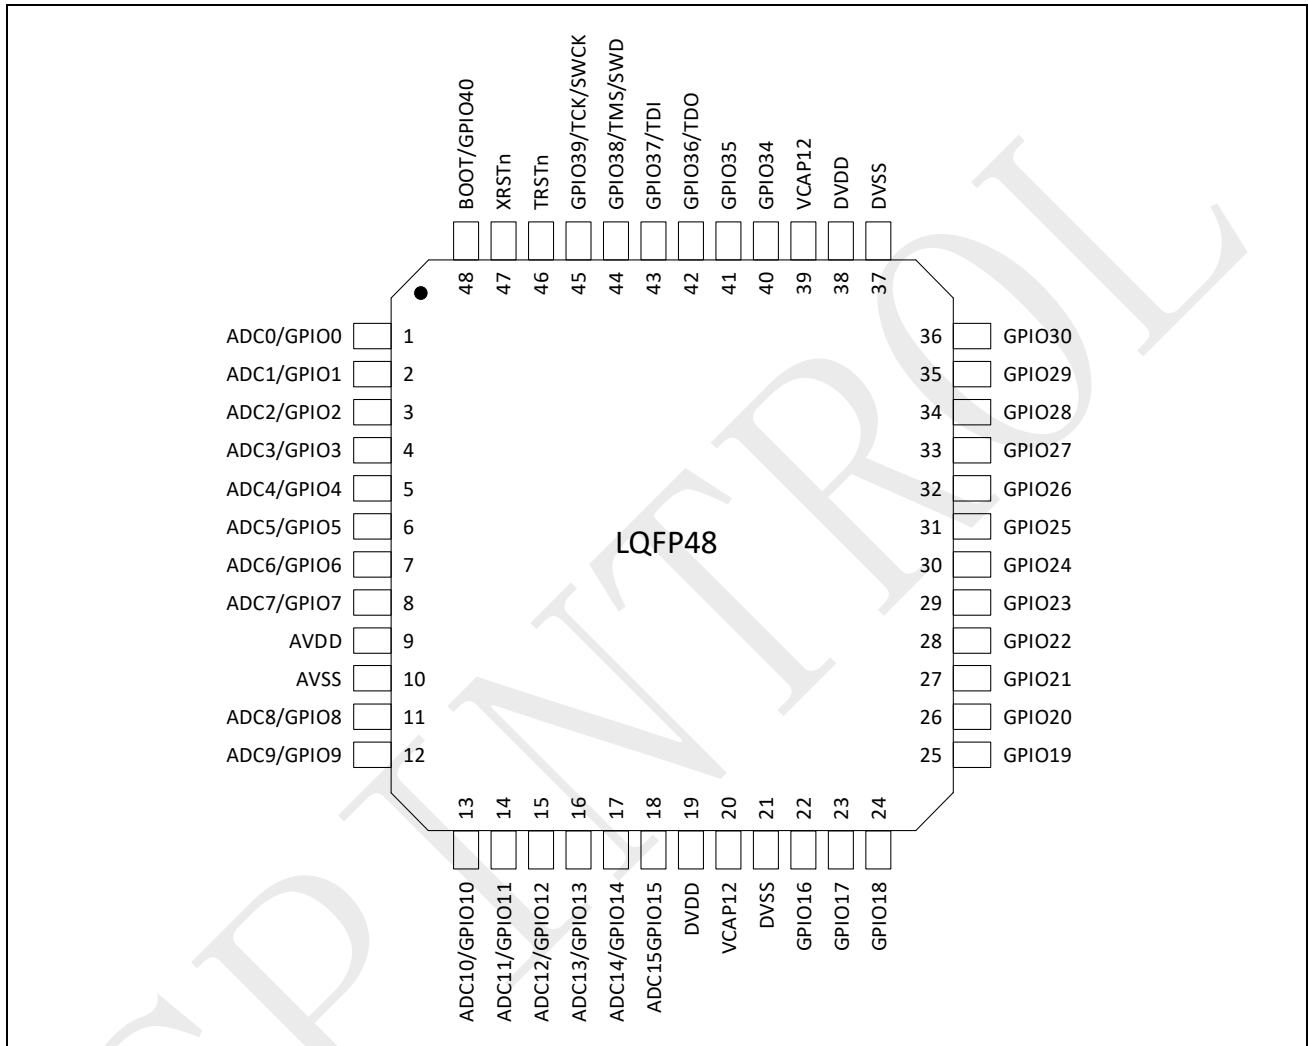 BOOT/GPIO40
XRSTn
TRSTn
GPIO39/TCK/SWCK
GPIO38/TMS/SWD
GPIO37/TDI
GPIO36/TDO
GPIO35
GPIO34
VCAP12
DVDD
DVSS
48 47 46 45 44 43 42 41 40 39 38 37
ADC0/GPIO0 1 36 GPIO30
ADC1/GPIO1 2 35 GPIO29
ADC2/GPIO2 3 34 GPIO28
ADC3/GPIO3 4 33 GPIO27
ADC4/GPIO4 5 32 GPIO26
ADC5/GPIO5 6 31 GPIO25
LQFP48
ADC6/GPIO6 7 30 GPIO24
ADC7/GPIO7 8 29 GPIO23
AVDD 9 28 GPIO22
AVSS 10 27 GPIO21
ADC8/GPIO8 11 26 GPIO20
ADC9/GPIO9 12 25 GPIO19
13 14 15 16 17 18 19 20 21 22 23 24
ADC10/GPIO10
ADC11/GPIO11
ADC12/GPIO12
ADC13/GPIO13
ADC14/GPIO14
ADC15GPIO15
DVDD
VCAP12
DVSS
GPIO16
GPIO17
GPIO18